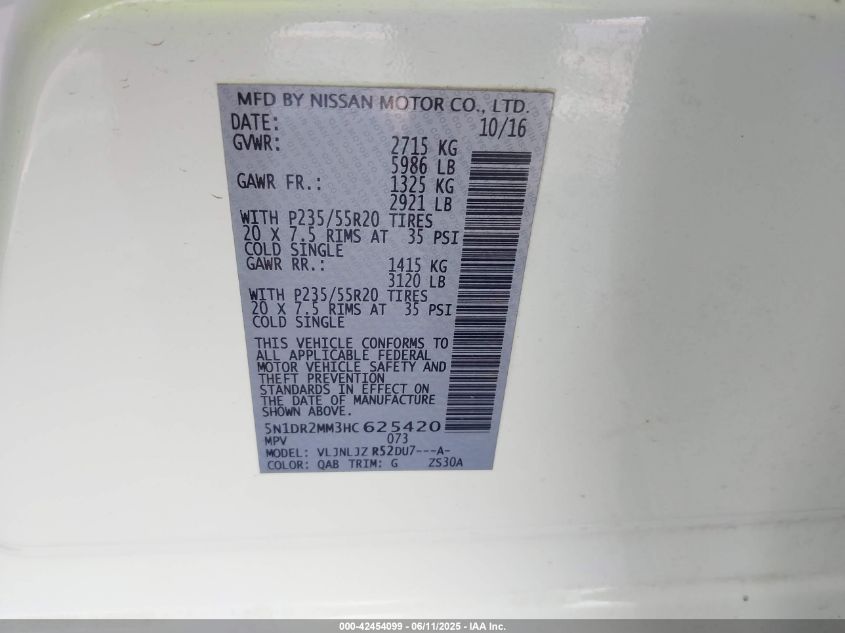 MFD BY NISSAN MOTOR CO., LTD.
DATE: 10/16
GVWR: 2715 KG
5986 LB
GAWR FR.: 1325 KG
2921 LB
WITH P235/55R20 TIRES
20 X 7.5 RIMS AT 35 PSI
COLD SINGLE
GAWR RR.: 1415 KG
3120 LB
WITH P235/55R20 TIRES
20 X 7.5 RIMS AT 35 PSI
COLD SINGLE
THIS VEHICLE CONFORMS TO
ALL APPLICABLE FEDERAL
MOTOR VEHICLE SAFETY AND
THEFT PREVENTION
STANDARDS IN EFFECT ON
THE DATE OF MANUFACTURE
SHOWN ABOVE.
5N1DR2MM3HC 625420
MPV 073
MODEL: VLJNLJZ R52DU7---A-
COLOR: QAB TRIM: G ZS30A
000-42454099 - 06/11/2025 - IAA Inc.